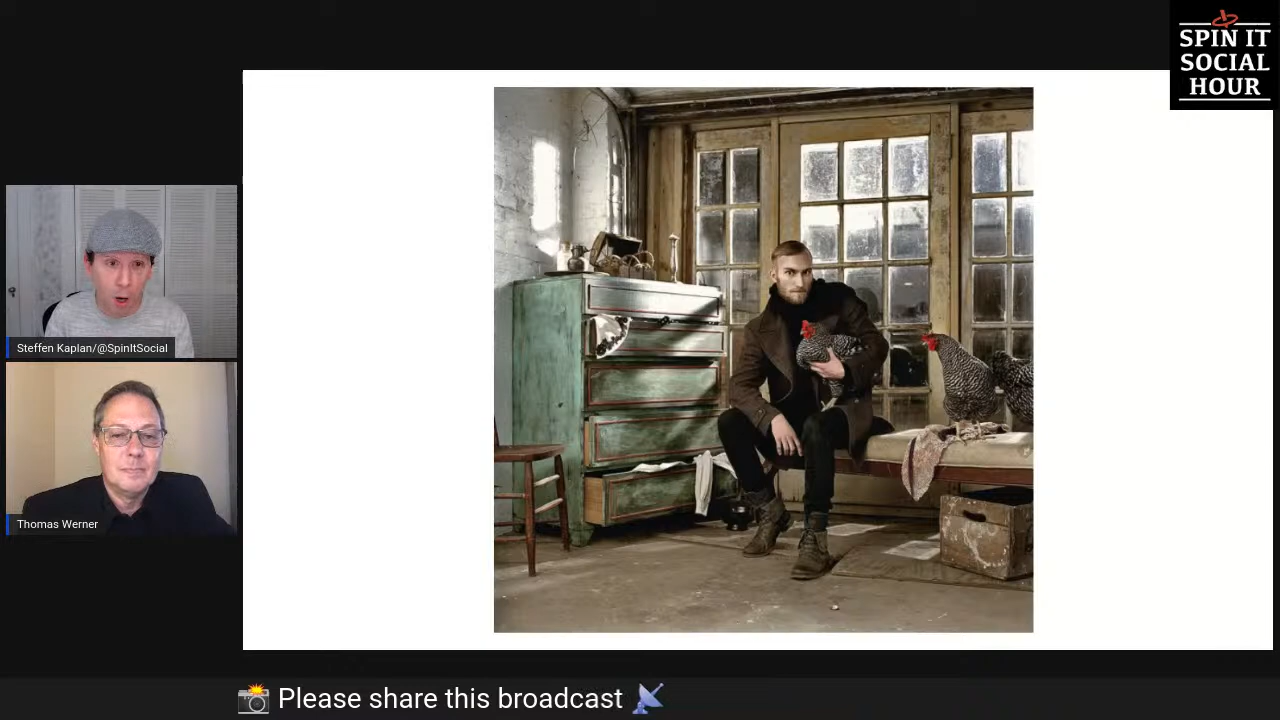 SPIN IT
SOCIAL
HOUR
Steffen Kaplan/@SpinItSocial
Thomas Werner
📸 Please share this broadcast 📡